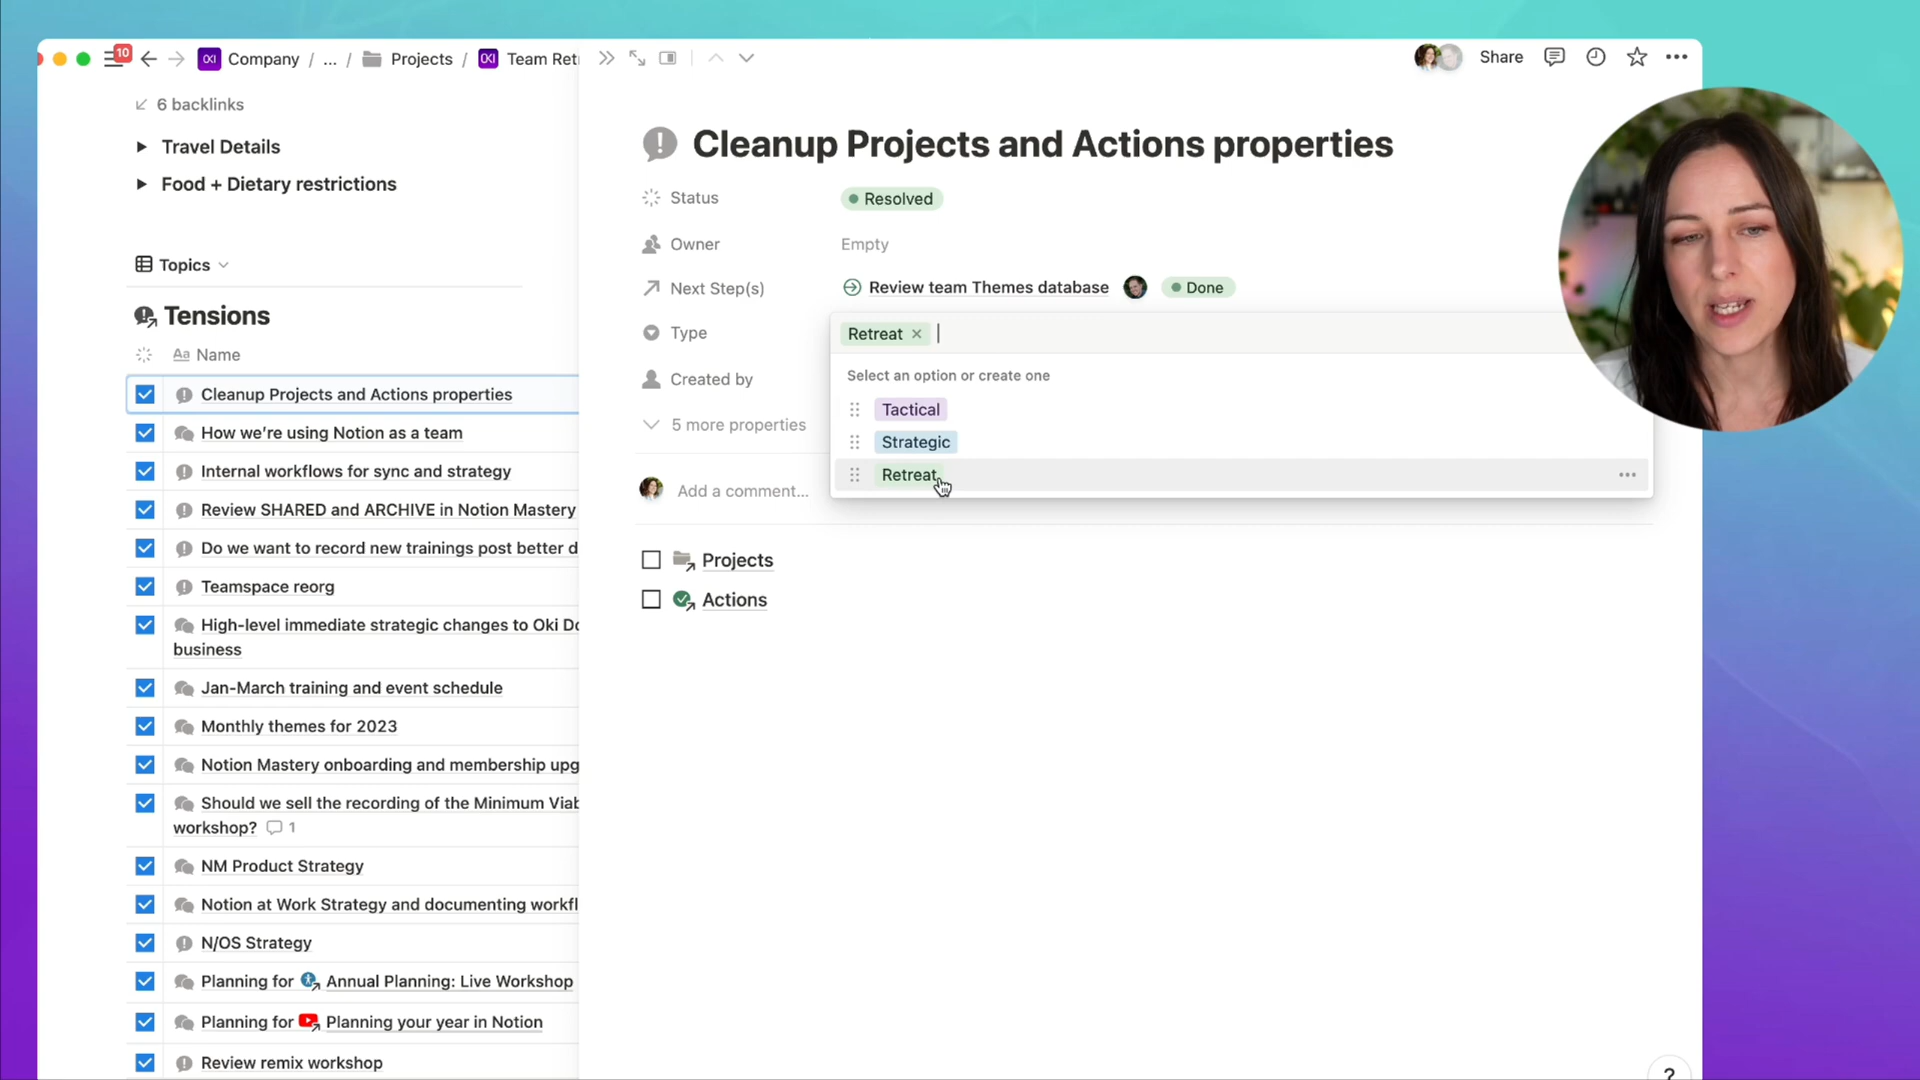 10
Company / ... / Projects / Team Ret
Share
6 backlinks
Travel Details
Food + Dietary restrictions
Topics
Tensions
Name
Cleanup Projects and Actions properties
How we're using Notion as a team
Internal workflows for sync and strategy
Review SHARED and ARCHIVE in Notion Mastery
Do we want to record new trainings post better d
Teamspace reorg
High-level immediate strategic changes to Oki Do
business
Jan-March training and event schedule
Monthly themes for 2023
Notion Mastery onboarding and membership upg
Should we sell the recording of the Minimum Viab
workshop? 1
NM Product Strategy
Notion at Work Strategy and documenting workfl
N/OS Strategy
Planning for Annual Planning: Live Workshop
Planning for Planning your year in Notion
Review remix workshop
Cleanup Projects and Actions properties
Status Resolved
Owner Empty
Next Step(s) Review team Themes database Done
Type Retreat
Select an option or create one
Tactical
Strategic
Retreat
Created by
5 more properties
Add a comment...
Projects
Actions
?